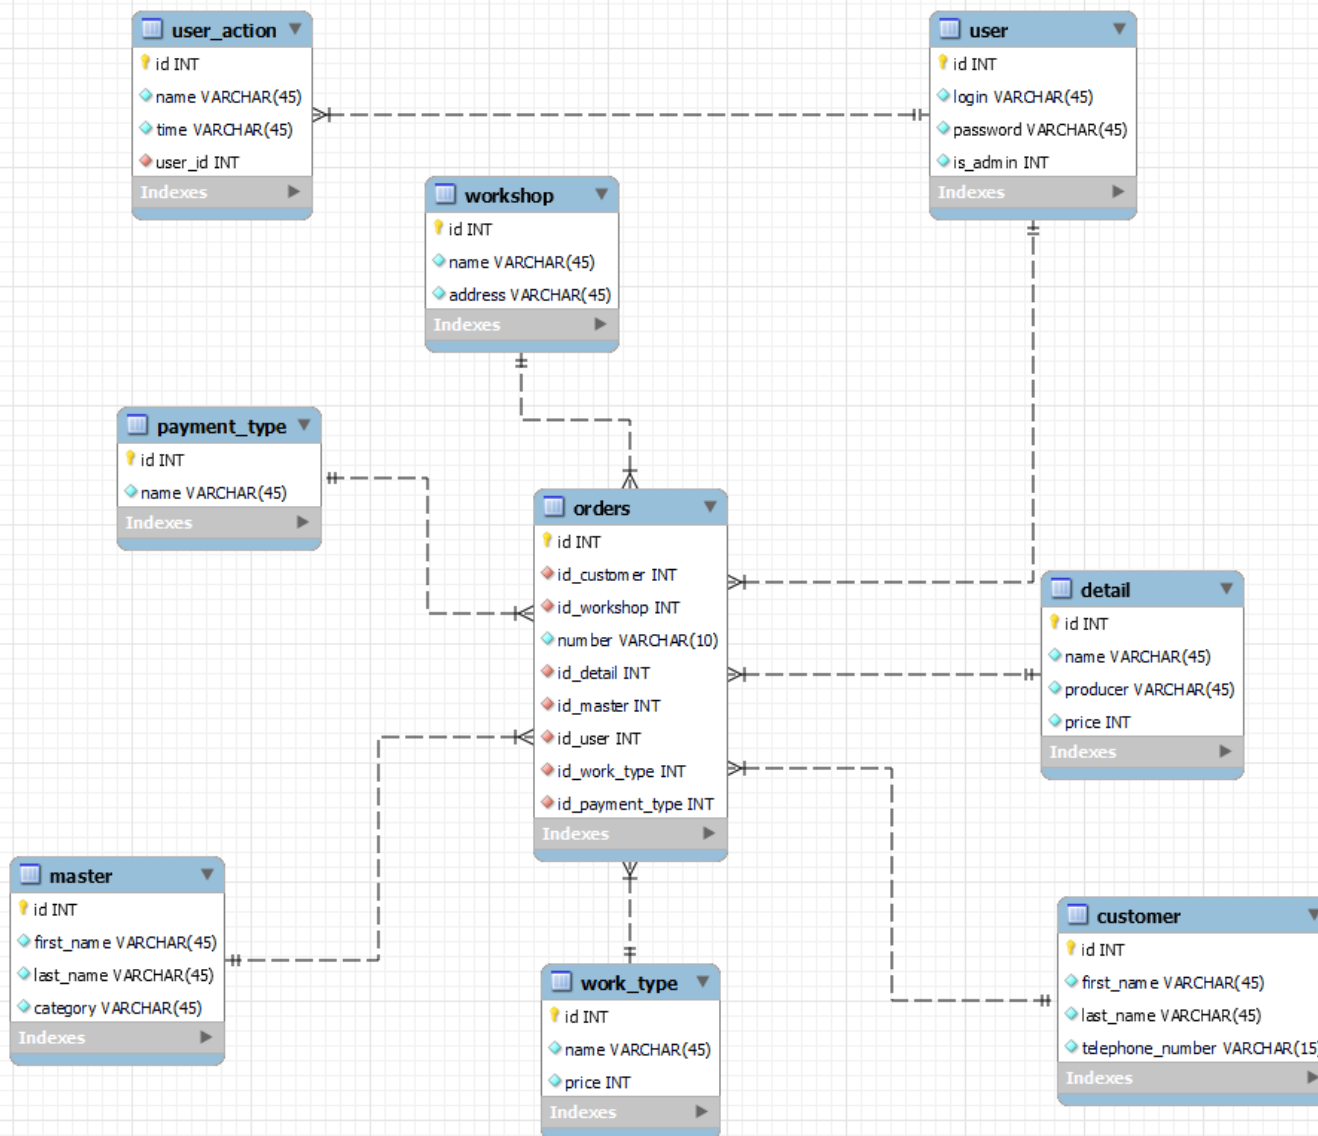 user_action
id INT
name VARCHAR(45)
time VARCHAR(45)
user_id INT
Indexes
user
id INT
login VARCHAR(45)
password VARCHAR(45)
is_admin INT
Indexes
workshop
id INT
name VARCHAR(45)
address VARCHAR(45)
Indexes
payment_type
id INT
name VARCHAR(45)
Indexes
orders
id INT
id_customer INT
id_workshop INT
number VARCHAR(10)
id_detail INT
id_master INT
id_user INT
id_work_type INT
id_payment_type INT
Indexes
detail
id INT
name VARCHAR(45)
producer VARCHAR(45)
price INT
Indexes
master
id INT
first_name VARCHAR(45)
last_name VARCHAR(45)
category VARCHAR(45)
Indexes
work_type
id INT
name VARCHAR(45)
price INT
Indexes
customer
id INT
first_name VARCHAR(45)
last_name VARCHAR(45)
telephone_number VARCHAR(15)
Indexes